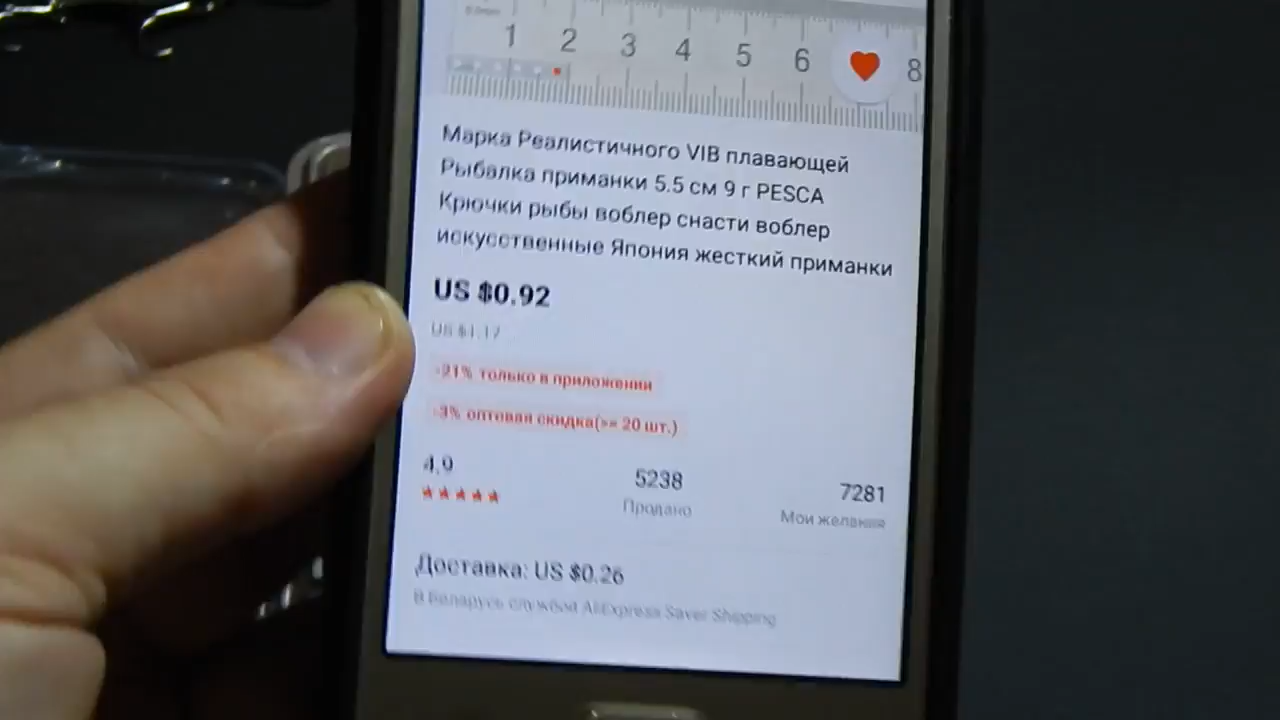 1 2 3 4 5 6 8
Марка Реалистичного VIB плавающей
Рыбалка приманки 5.5 см 9 г PESCA
Крючки рыбы воблер снасти воблер
искусственные Япония жесткий приманки
US $0.92
US $1.17
-21% только в приложении
-3% оптовая скидка(>= 20 шт.)
4,9 5238 7281
Продано Мои желания
Доставка: US $0.26
В Беларусь службой AliExpress Saver Shipping